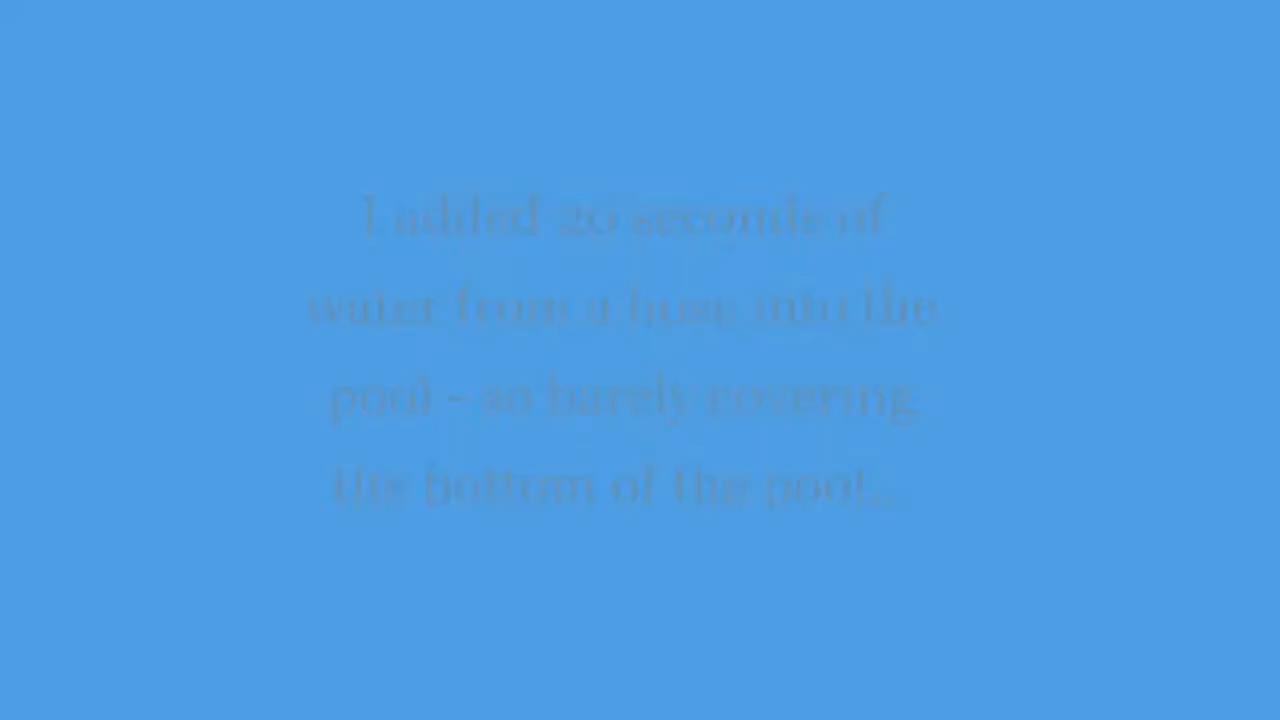 I added 20 seconds of
water from a hose into the
pool - so barely covering
the bottom of the pool...